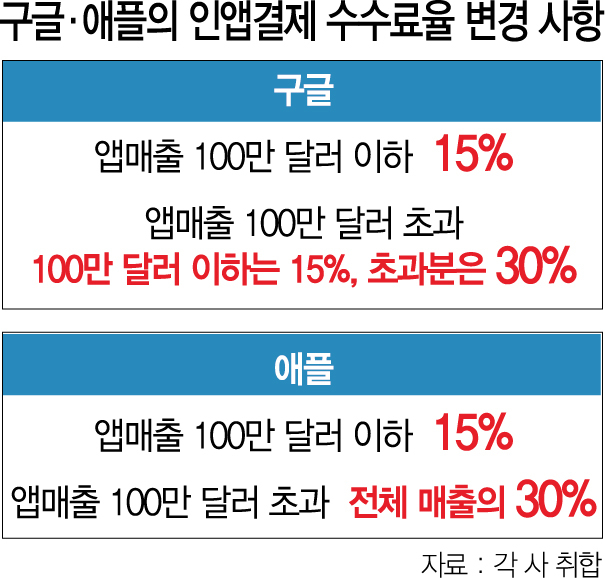 구글·애플의 인앱결제 수수료율 변경 사항
구글
앱매출 100만 달러 이하 15%
앱매출 100만 달러 초과
100만 달러 이하는 15%, 초과분은 30%
애플
앱매출 100만 달러 이하 15%
앱매출 100만 달러 초과 전체 매출의 30%
자료 : 각 사 취합